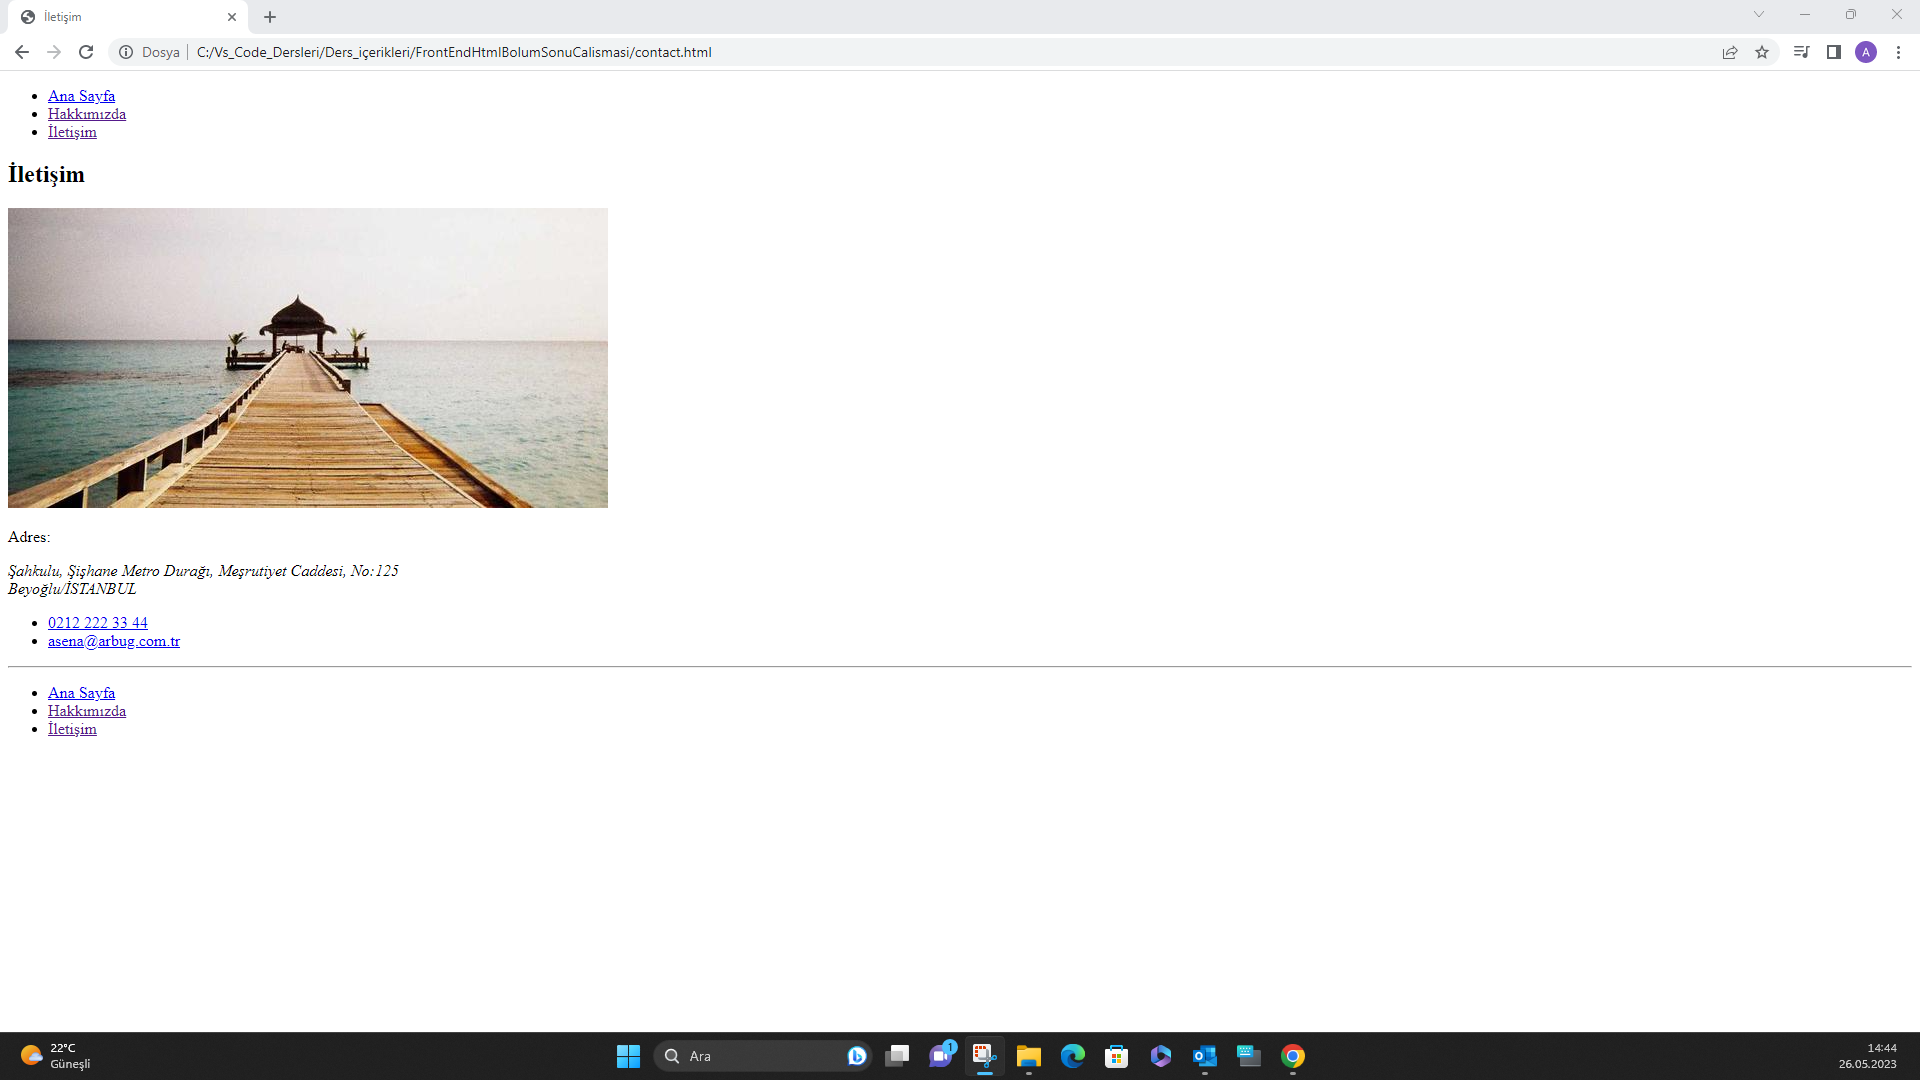 İletişim
Dosya C:/Vs_Code_Dersleri/Ders_içerikleri/FrontEndHtmlBolumSonuCalismasi/contact.html
A
Ana Sayfa
Hakkımızda
İletişim
İletişim
Adres:
Şahkulu, Şişhane Metro Durağı, Meşrutiyet Caddesi, No:125
Beyoğlu/İSTANBUL
0212 222 33 44
asena@arbug.com.tr
Ana Sayfa
Hakkımızda
İletişim
22°C
Güneşli
Ara
1
14:44
26.05.2023